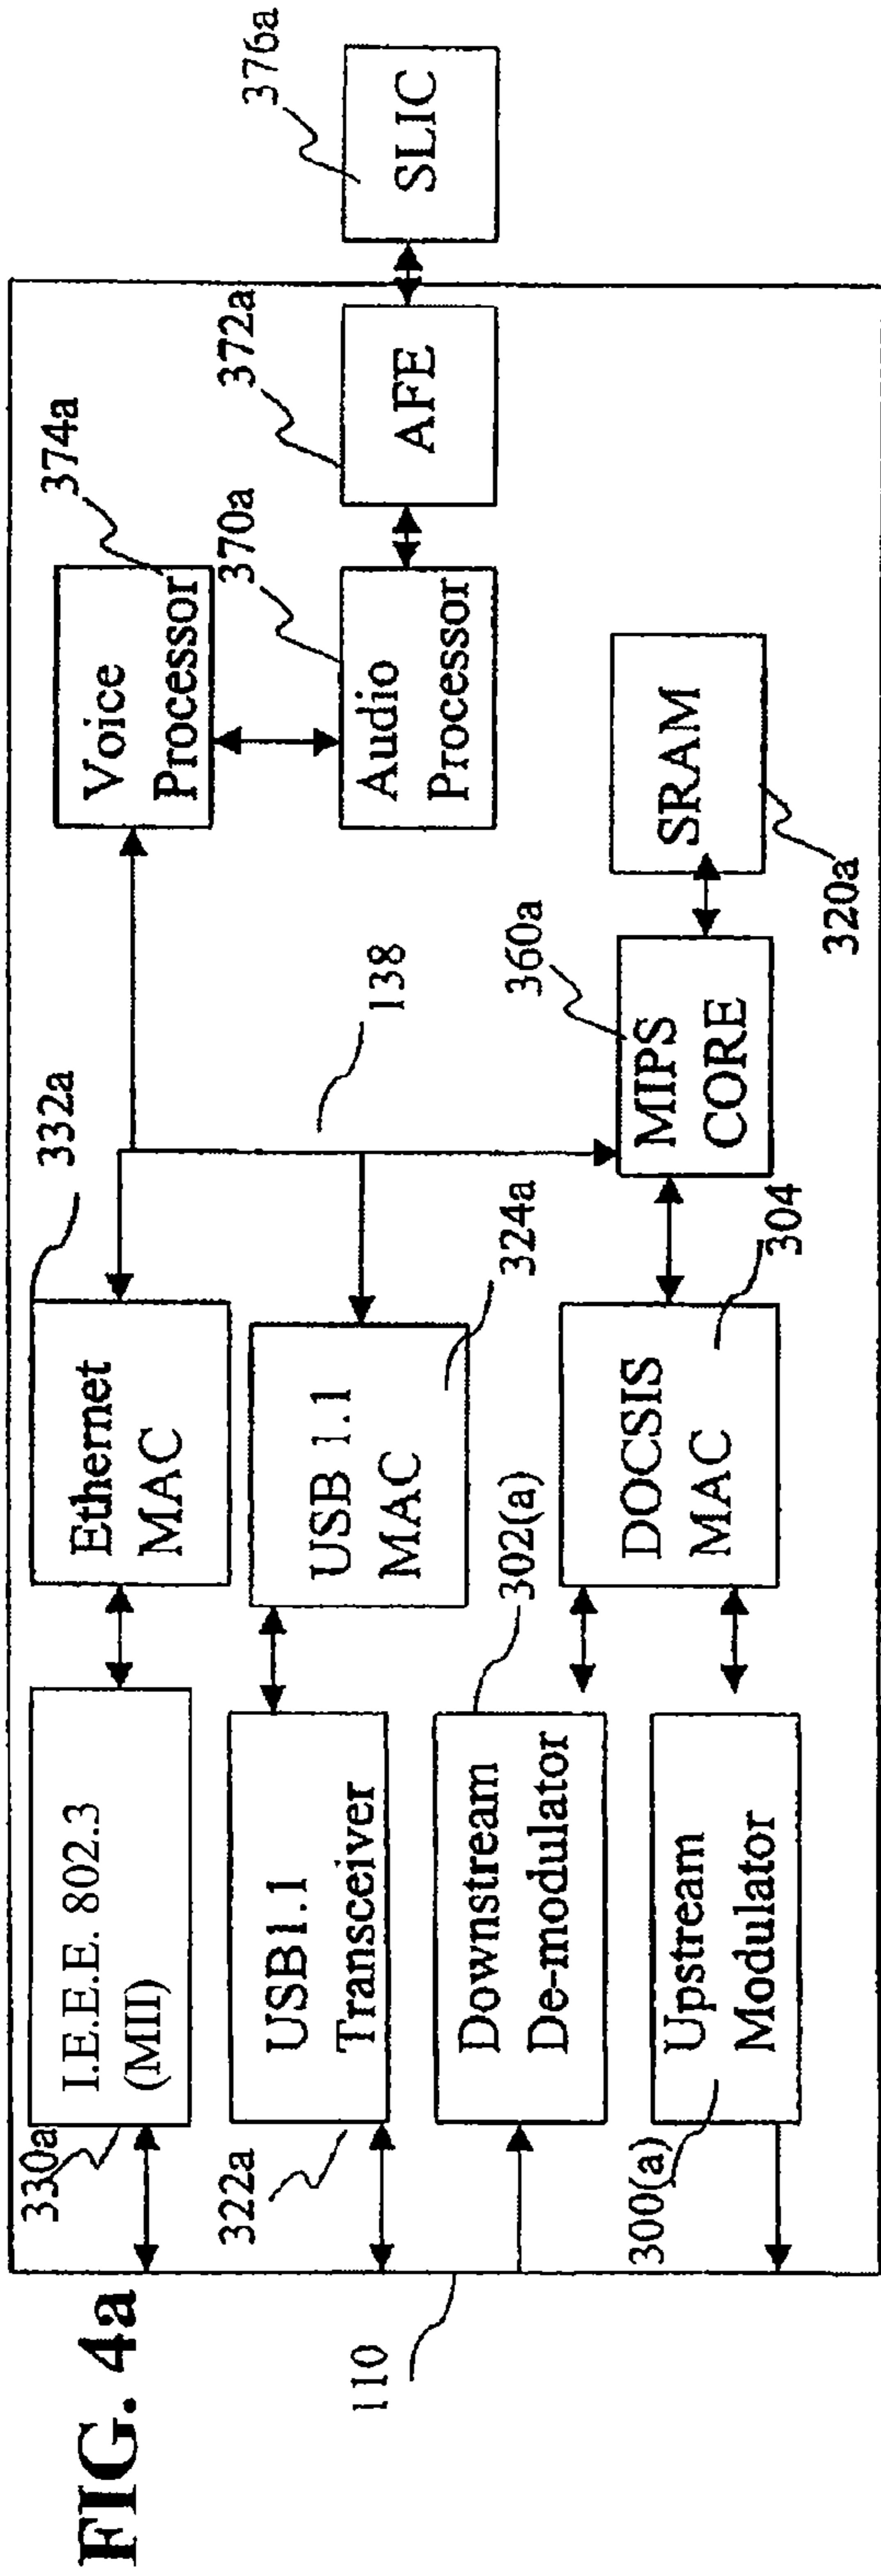 FIG. 4a
110
330a
I.E.E.E. 802.3
(MII)
Ethernet
MAC
332a
322a
USB1.1
Transceiver
USB 1.1
MAC
324a
138
Voice
Processor
374a
Audio
Processor
370a
AFE
372a
SLIC
376a
Downstream
De-modulator
302(a)
Upstream
Modulator
300(a)
DOCSIS
MAC
304
MIPS
CORE
360a
SRAM
320a